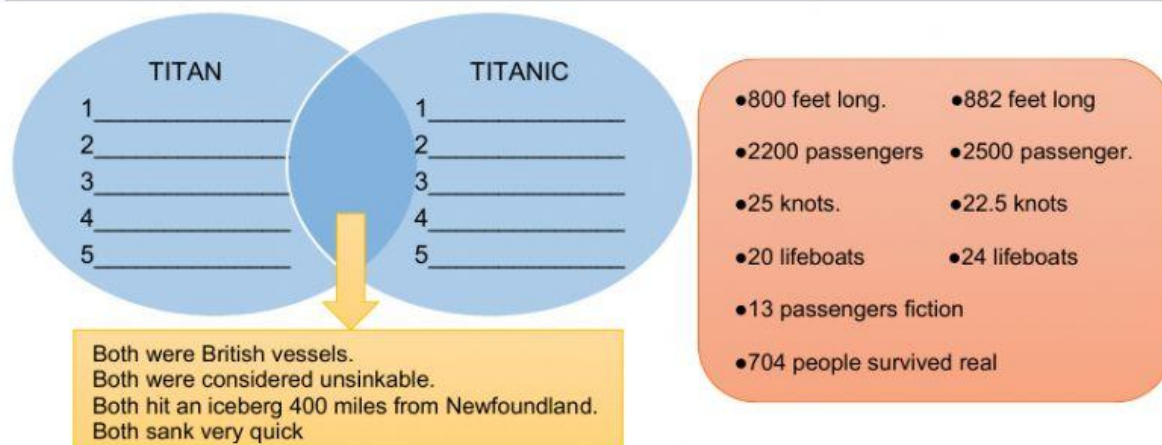 TITAN
1
2
3
4
5
TITANIC
1
2
3
4
5
Both were British vessels.
Both were considered unsinkable.
Both hit an iceberg 400 miles from Newfoundland.
Both sank very quick
●800 feet long. ●882 feet long
●2200 passengers ●2500 passenger.
●25 knots. ●22.5 knots
●20 lifeboats ●24 lifeboats
●13 passengers fiction
●704 people survived real